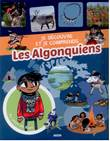 JE DÉCOUVRE
ET JE COMPRENDS
Les Algonquiens